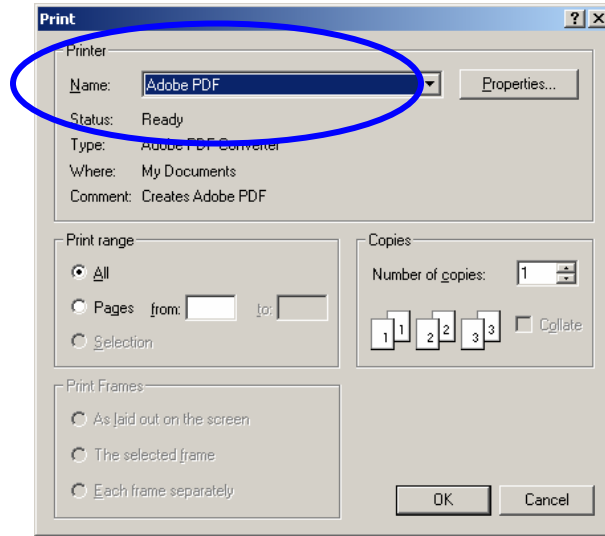 Print
Printer
Name: Adobe PDF Properties...
Status: Ready
Type: Adobe PDF Converter
Where: My Documents
Comment: Creates Adobe PDF
Print range
All
Pages from: to:
Selection
Copies
Number of copies: 1
1 1 2 2 3 3 Collate
Print Frames
As laid out on the screen
The selected frame
Each frame separately
OK Cancel